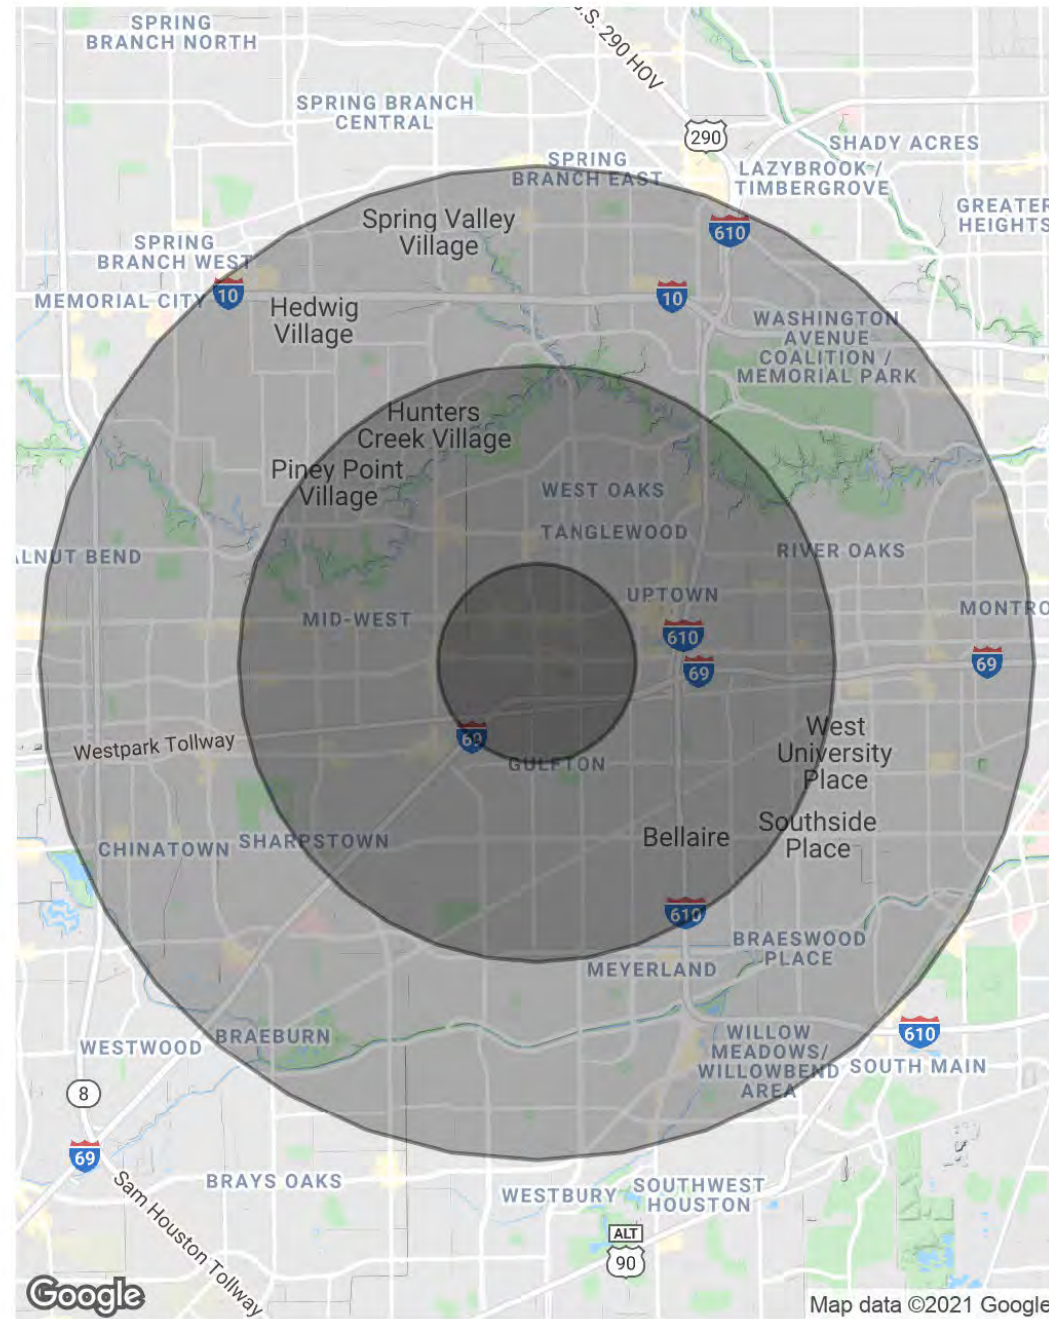 SPRING
BRANCH NORTH
U.S. 290 HOV
SPRING BRANCH
CENTRAL
290
SHADY ACRES
SPRING
BRANCH EAST
LAZYBROOK /
TIMBERGROVE
GREATER
HEIGHTS
Spring Valley
Village
610
SPRING
BRANCH WEST
MEMORIAL CITY
10
10
Hedwig
Village
WASHINGTON
AVENUE
COALITION /
MEMORIAL PARK
Hunters
Creek Village
Piney Point
Village
WEST OAKS
TANGLEWOOD
ALNUT BEND
RIVER OAKS
UPTOWN
MID-WEST
MONTRO
610
69
69
69
Westpark Tollway
GULFTON
West
University
Place
Bellaire
Southside
Place
CHINATOWN
SHARPSTOWN
610
BRAESWOOD
PLACE
MEYERLAND
BRAEBURN
WESTWOOD
WILLOW
MEADOWS/
WILLOWBEND
AREA
610
SOUTH MAIN
8
69
Sam Houston Tollway
BRAYS OAKS
WESTBURY
SOUTHWEST
HOUSTON
ALT
90
Google
Map data ©2021 Google